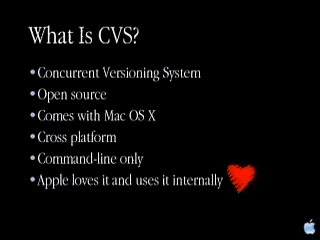 What Is CVS?
•Concurrent Versioning System
•Open source
•Comes with Mac OS X
•Cross platform
•Command-line only
•Apple loves it and uses it internally